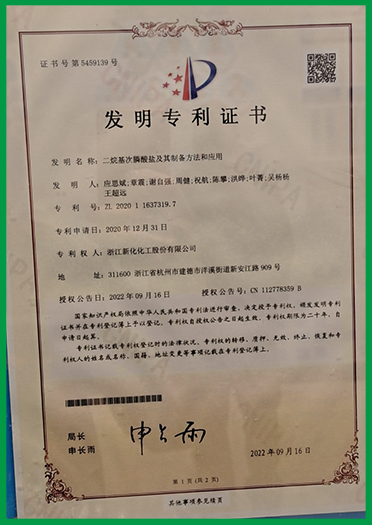 证书号第5459139号
发明专利证书
发明名称：二烷基次膦酸盐及其制备方法和应用
发明人：应思斌;章震;谢自强;周健;祝航;陈攀;洪烨;叶菁;吴杨杨
王超远
专利号：ZL 2020 1 1637319.7
专利申请日：2020年12月31日
专利权人：浙江新化化工股份有限公司
地址：311600 浙江省杭州市建德市洋溪街道新安江路909号
授权公告日：2022年09月16日 授权公告号：CN 112778359 B
国家知识产权局依照中华人民共和国专利法进行审查，决定授予专利权，颁发发明专利
证书并在专利登记簿上予以登记。专利权自授权公告之日起生效。专利权期限为二十年，自
申请日起算。
专利证书记载专利权登记时的法律状况。专利权的转移、质押、无效、终止、恢复和专
利权人的姓名或名称、国籍、地址变更等事项记载在专利登记簿上。
局长
申长雨
申长雨
2022年09月16日
第1页(共2页)
其他事项参见续页